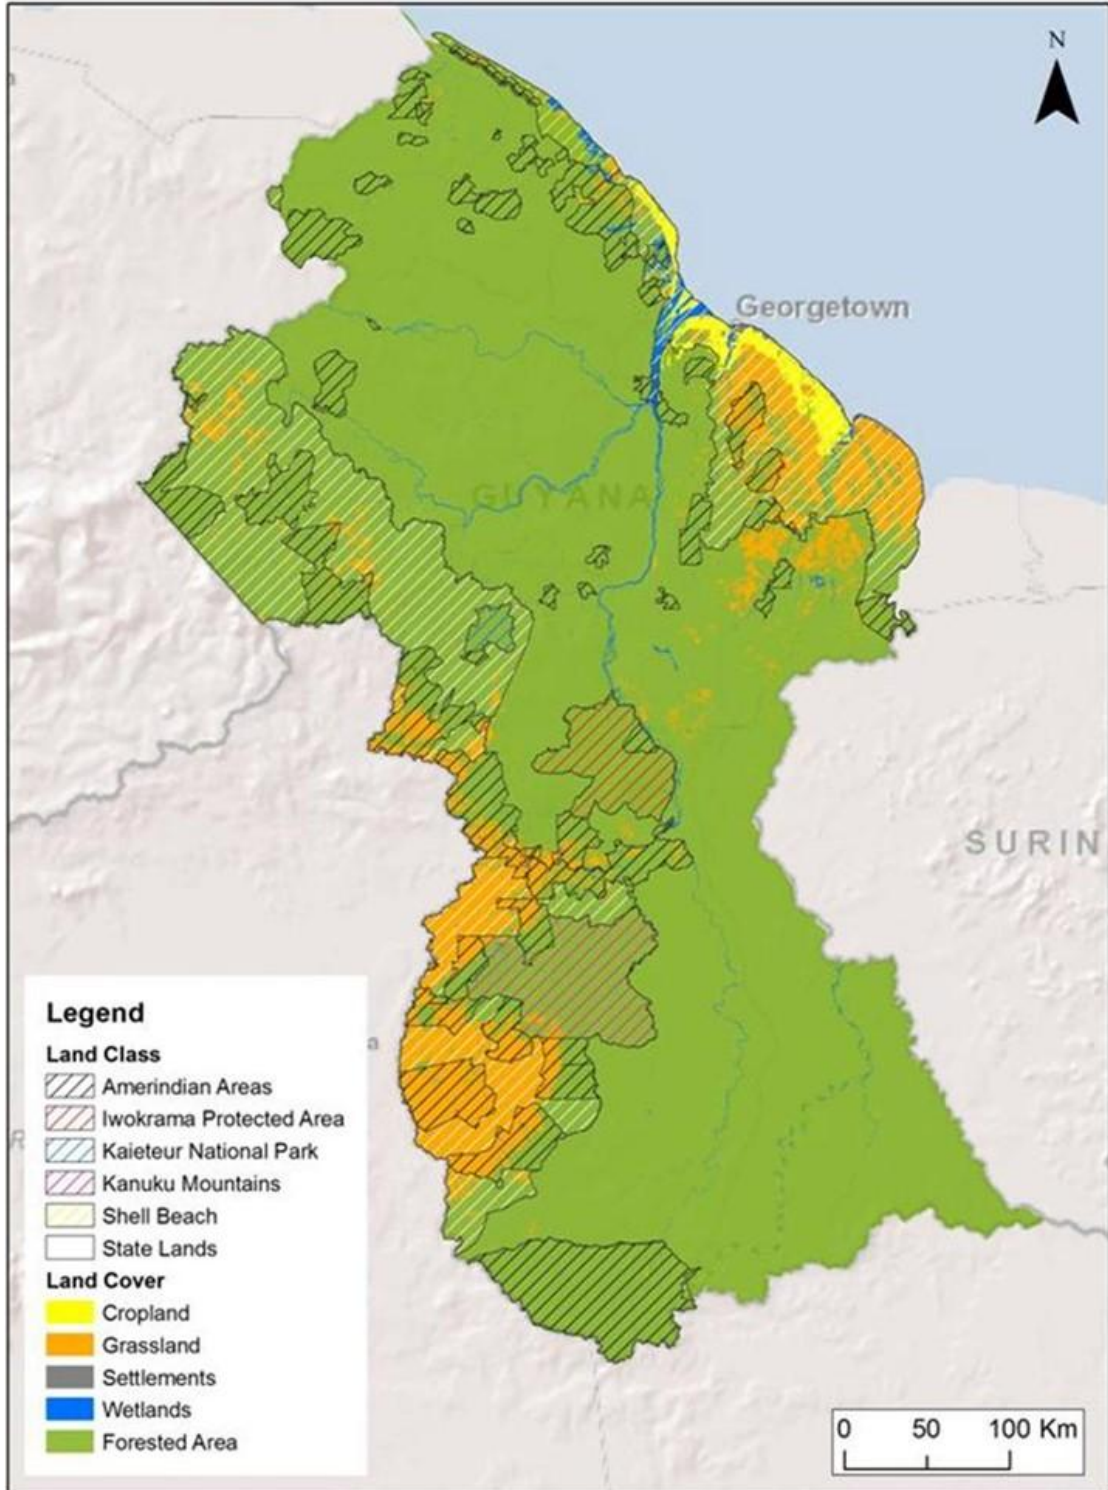 N
Georgetown
GUYANA
SURIN
Legend
Land Class
Amerindian Areas
Iwokrama Protected Area
Kaieteur National Park
Kanuku Mountains
Shell Beach
State Lands
Land Cover
Cropland
Grassland
Settlements
Wetlands
Forested Area
0 50 100 Km